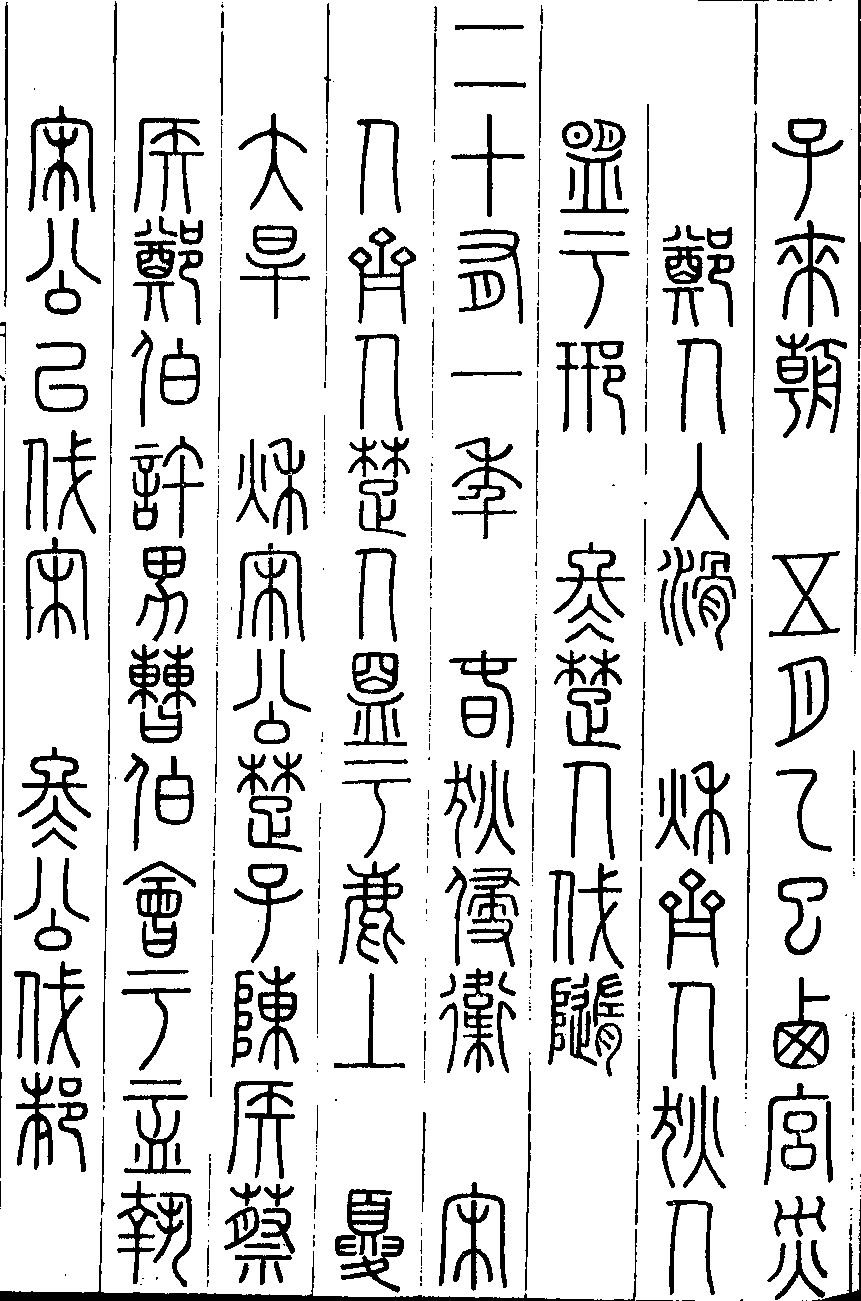 子來朝　五月乙巳西宮災
鄭人入滑　秋齊人狄人
盟于邢　冬楚人伐隨
二十有一年　春狄侵衛　宋
人齊人楚人盟于鹿上　夏
大旱　秋宋公楚子陳侯蔡
侯鄭伯許男曹伯會于盂執
宋公以伐宋　冬公伐邾